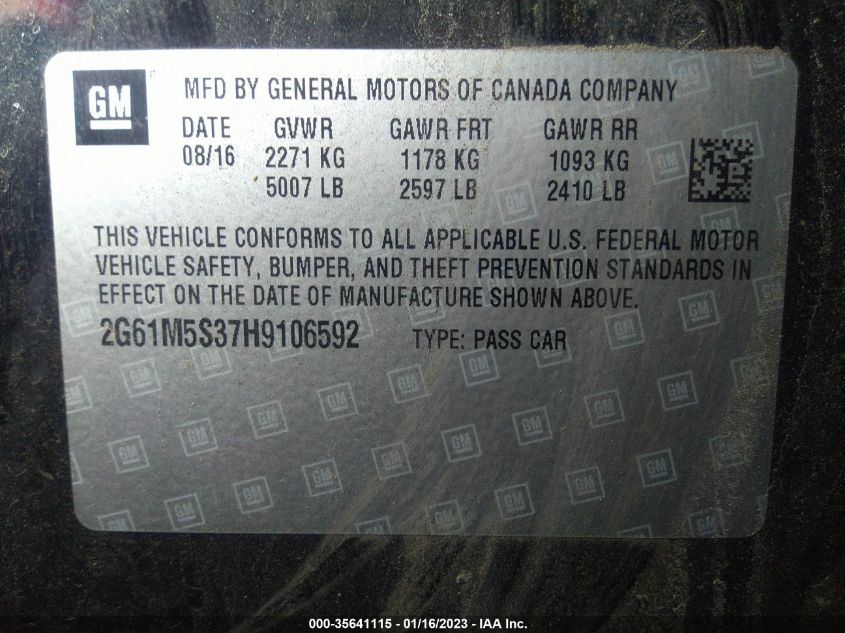 GM
MFD BY GENERAL MOTORS OF CANADA COMPANY
DATE GVWR GAWR FRT GAWR RR
08/16 2271 KG 1178 KG 1093 KG
5007 LB 2597 LB 2410 LB
THIS VEHICLE CONFORMS TO ALL APPLICABLE U.S. FEDERAL MOTOR
VEHICLE SAFETY, BUMPER, AND THEFT PREVENTION STANDARDS IN
EFFECT ON THE DATE OF MANUFACTURE SHOWN ABOVE.
2G61M5S37H9106592 TYPE: PASS CAR
000-35641115 - 01/16/2023 - IAA Inc.